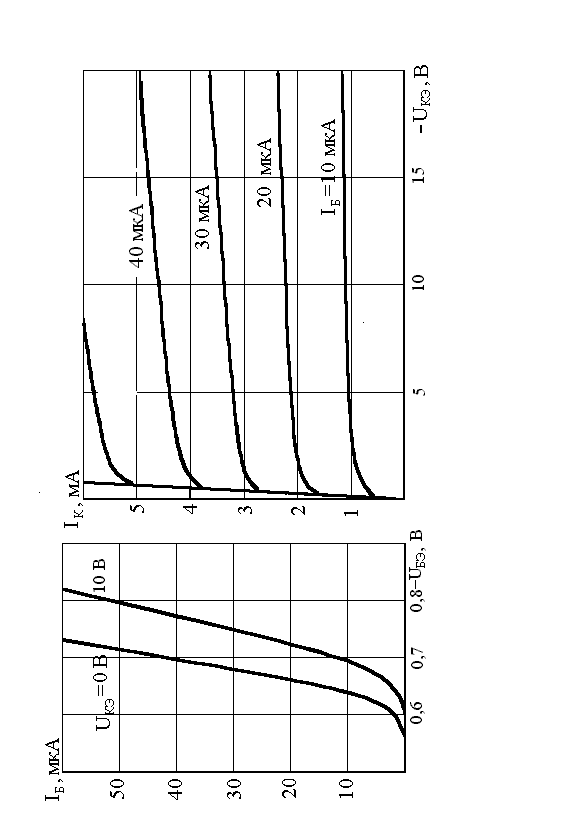 I_Б, мкА
50
40
30
20
10
U_КЭ=0 В
10 В
0,6
0,7
0,8
-U_БЭ, В
I_К, мА
5
4
3
2
1
40 мкА
30 мкА
20 мкА
I_Б=10 мкА
5
10
15
-U_КЭ, В